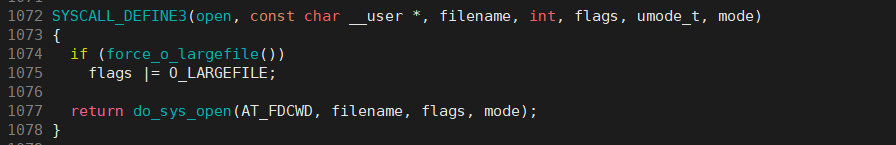 1072 SYSCALL_DEFINE3(open, const char __user *, filename, int, flags, umode_t, mode)
1073 {
1074   if (force_o_largefile())
1075     flags |= O_LARGEFILE;
1076
1077   return do_sys_open(AT_FDCWD, filename, flags, mode);
1078 }